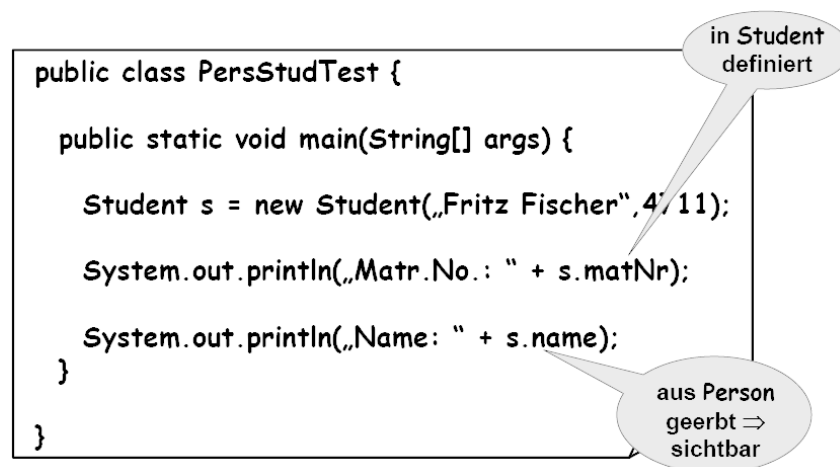 in Student
definiert
public class PersStudTest {
public static void main(String[] args) {
Student s = new Student(„Fritz Fischer“,4711);
System.out.println(„Matr.No.: “ + s.matNr);
System.out.println(„Name: “ + s.name);
}
aus Person
geerbt ⇒
sichtbar
}